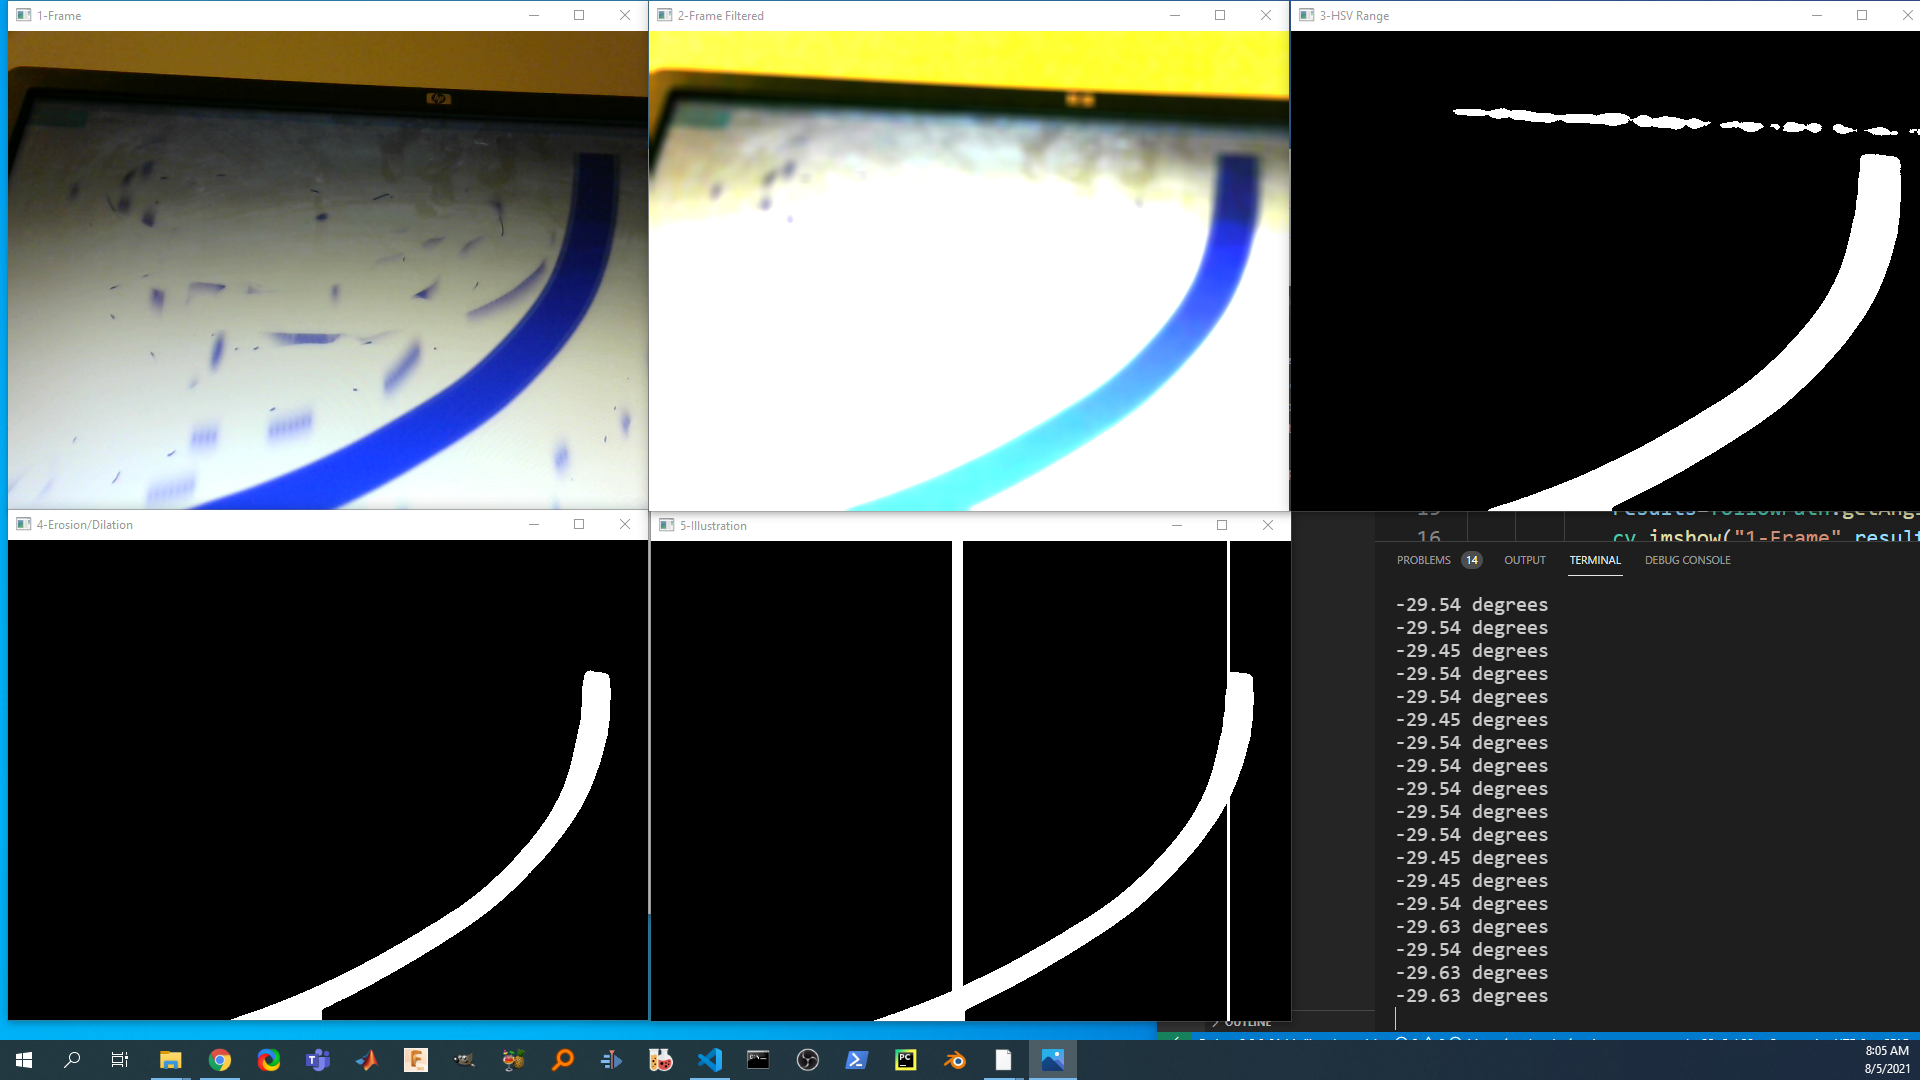 1-Frame
2-Frame Filtered
3-HSV Range
hp
4-Erosion/Dilation
5-Illustration
16
cv.imshow("1-Frame" result
PROBLEMS 14 OUTPUT TERMINAL DEBUG CONSOLE
-29.54 degrees
-29.54 degrees
-29.45 degrees
-29.54 degrees
-29.54 degrees
-29.45 degrees
-29.54 degrees
-29.54 degrees
-29.54 degrees
-29.54 degrees
-29.54 degrees
-29.45 degrees
-29.45 degrees
-29.54 degrees
-29.63 degrees
-29.54 degrees
-29.63 degrees
-29.63 degrees
OUTLINE
PC
8:05 AM
8/5/2021